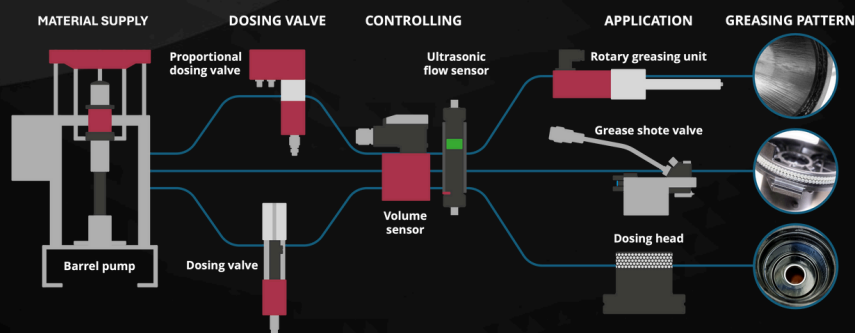 MATERIAL SUPPLY
DOSING VALVE
CONTROLLING
APPLICATION
GREASING PATTERN
Proportional
dosing valve
Ultrasonic
flow sensor
Rotary greasing unit
Grease shote valve
Volume
sensor
Dosing head
Barrel pump
Dosing valve